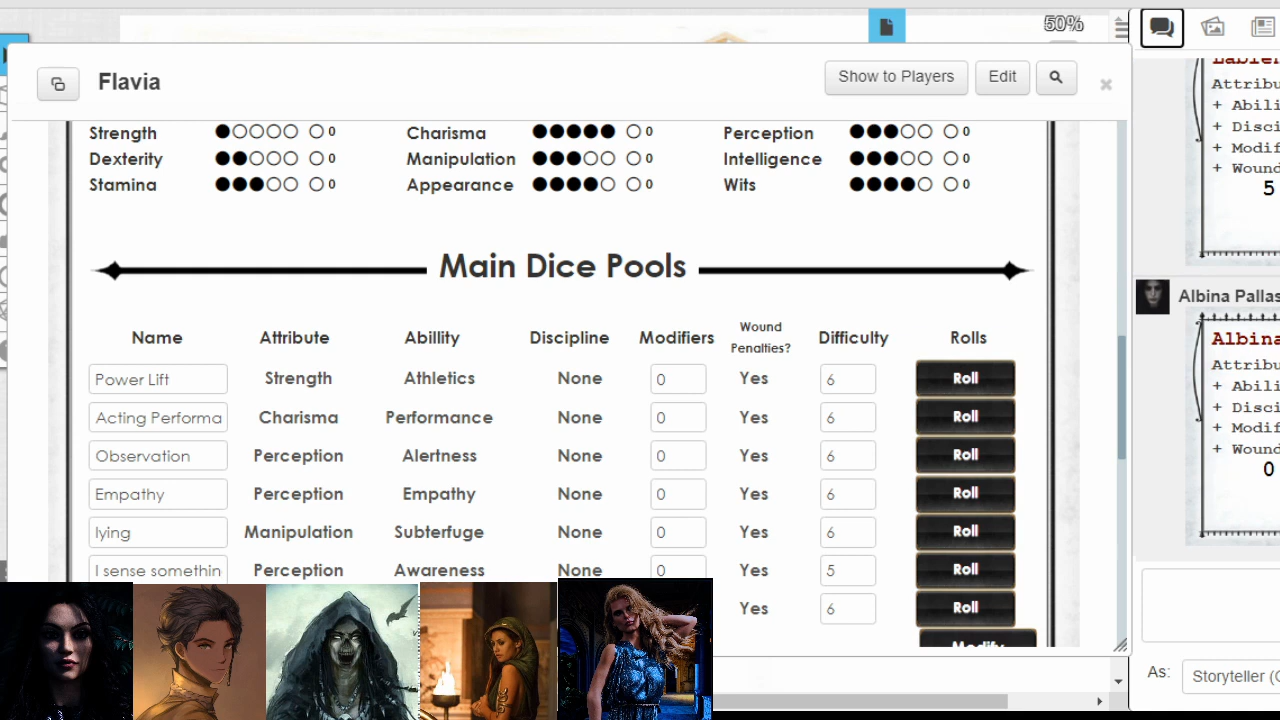 50%
Flavia
Show to Players
Edit
Strength 0 Charisma 0 Perception 0
Dexterity 0 Manipulation 0 Intelligence 0
Stamina 0 Appearance 0 Wits 0
Main Dice Pools
Name Attribute Abillity Discipline Modifiers Wound Penalties? Difficulty Rolls
Power Lift Strength Athletics None 0 Yes 6 Roll
Acting Performa Charisma Performance None 0 Yes 6 Roll
Observation Perception Alertness None 0 Yes 6 Roll
Empathy Perception Empathy None 0 Yes 6 Roll
lying Manipulation Subterfuge None 0 Yes 6 Roll
I sense somethin Perception Awareness None 0 Yes 5 Roll
Yes 6 Roll
Modify
Attribu
+ Abili
+ Disci
+ Modif
+ Wound
5
Albina Pallas
Albina
Attribu
+ Abili
+ Disci
+ Modif
+ Wound
0
As: Storyteller (